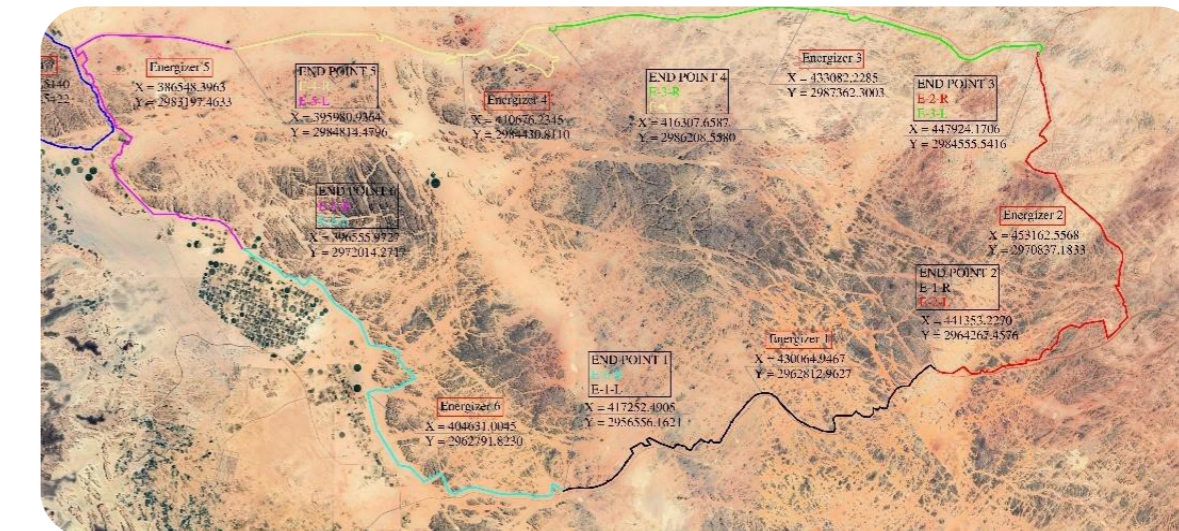 5140
5422
Energizer 5
X = 386548.3963
Y = 2983197.4633
END POINT 5
E-5-L
X = 395980.9364
Y = 2984814.4796
Energizer 4
X = 410676.2345
Y = 2984430.8110
END POINT 4
E-3-R
X = 416307.6587
Y = 2986208.5580
Energizer 3
X = 433082.2285
Y = 2987362.3003
END POINT 3
E-2-R
E-3-L
X = 447924.1706
Y = 2984555.5416
END POINT 6
X = 396555.9727
Y = 2972014.2717
Energizer 2
X = 453162.5568
Y = 2970837.1833
END POINT 2
E-1-R
E-2-L
X = 441353.2270
Y = 2964267.4576
Energizer 1
X = 430064.9467
Y = 2962812.9627
END POINT 1
E-1-L
X = 417252.4905
Y = 2956556.1621
Energizer 6
X = 404631.0045
Y = 2962791.8230